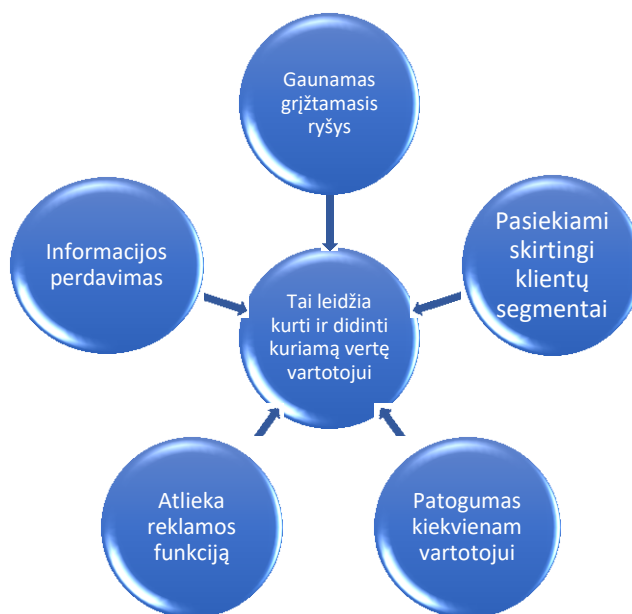 Gaunamas
grįžtamasis
ryšys
Informacijos
perdavimas
Pasiekiami
skirtingi
klientų
segmentai
Tai leidžia
kurti ir didinti
kuriamą vertę
vartotojui
Atlieka
reklamos
funkciją
Patogumas
kiekvienam
vartotojui